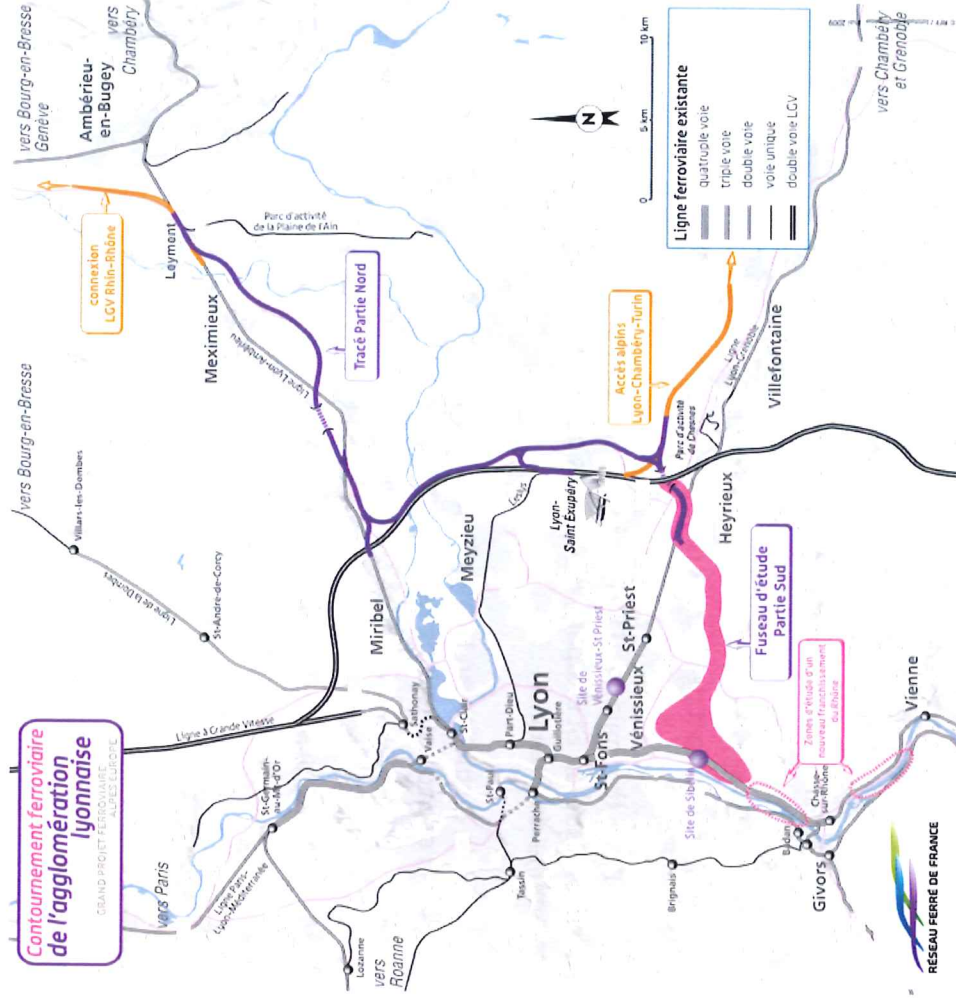 Contournement ferroviaire
de l'agglomération
lyonnaise
GRAND PROJET FERROVIAIRE
ALPES EUROPE
vers Paris
Ligne Paris-
Lyon-Méditerranée
Lozanne
vers
Roanne
St-Germain-
au-Mt-d'Or
Ligne à Grande Vitesse
Sathonay
Vaise
St-Clair
St-Paul
Part-Dieu
Lyon
Guillotière
Perrache
Tassin
Brignais
St-Fons
Vénissieux
Site de
Vénissieux-St Priest
St-Priest
Site de Sibelin
Badan
Givors
Chasse-
sur-Rhône
Vienne
Zones d'étude d'un
nouveau franchissement
du Rhône
Fuseau d'étude
Partie Sud
Heyrieux
vers Bourg-en-Bresse
Villars-les-Dombes
Ligne de la Dombes
St-André-de-Corcy
Miribel
Meyzieu
Leslys
Lyon-
Saint Exupéry
Parc d'activité
de Chesnes
Ligne
Lyon-Grenoble
Villefontaine
Accès alpins
Lyon-Chambéry-Turin
Tracé Partie Nord
Ligne Lyon-Ambérieu
Meximieux
Leyment
Parc d'activité
de la Plaine de l'Ain
connexion
LGV Rhin-Rhône
vers Bourg-en-Bresse
Genève
Ambérieu-
en-Bugey
vers
Chambéry
N
0
5 km
10 km
Ligne ferroviaire existante
quatruple voie
triple voie
double voie
voie unique
double voie LGV
vers Chambéry
et Grenoble
RÉSEAU FERRÉ DE FRANCE